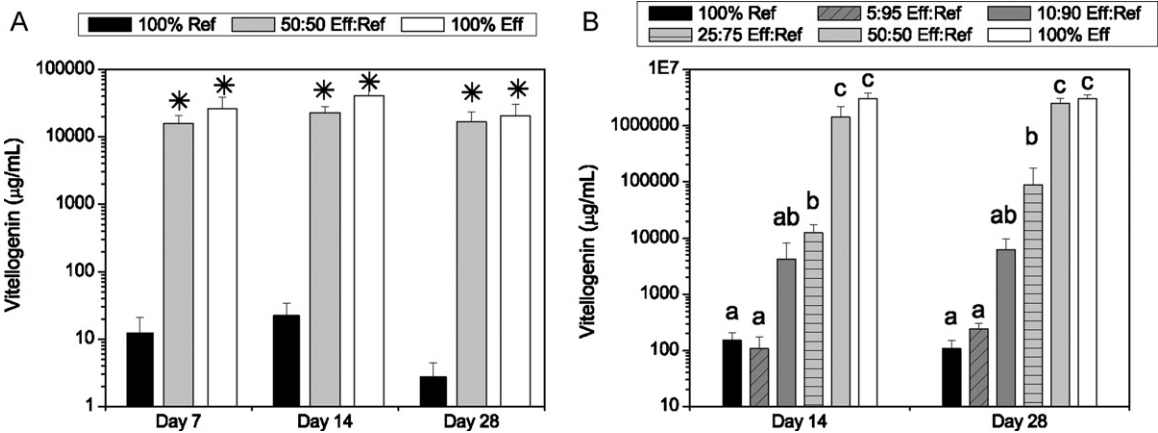 A
100% Ref 50:50 Eff:Ref 100% Eff
Vitellogenin (μg/mL)
100000
10000
1000
100
10
1
* * * * * *
Day 7 Day 14 Day 28
B
100% Ref 5:95 Eff:Ref 10:90 Eff:Ref
25:75 Eff:Ref 50:50 Eff:Ref 100% Eff
Vitellogenin (μg/mL)
1E7
1000000
100000
10000
1000
100
10
a a ab b c c
a a ab b c c
Day 14 Day 28